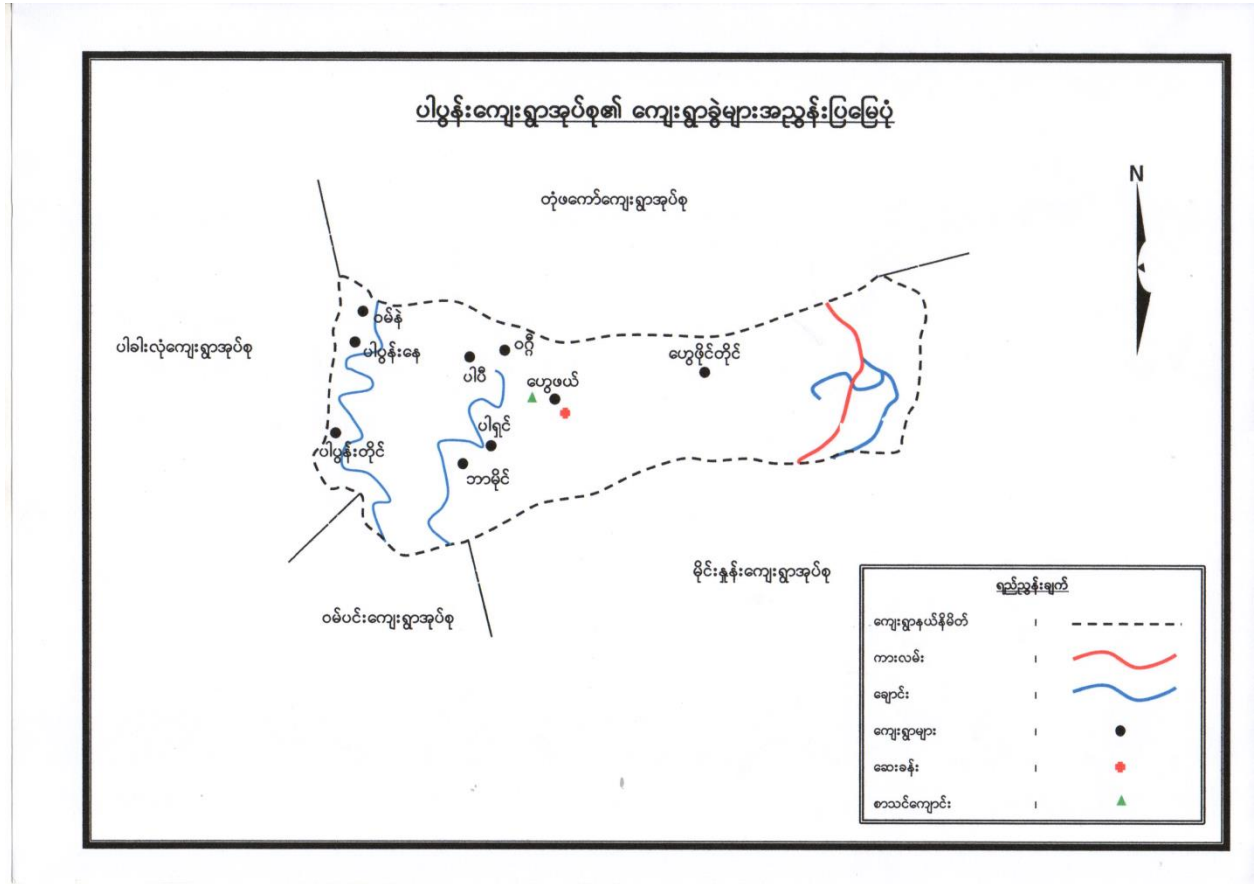 ပါပွန်းကျေးရွာအုပ်စု၏ ကျေးရွာခွဲများအညွှန်းပြမြေပုံ
N
တုံဖကော်ကျေးရွာအုပ်စု
ဝမ်နဲ
ပါခါးလုံကျေးရွာအုပ်စု
ပါပွန်းနေ
ဝဂ္ဂီ
ပါပီ
ဟွေဖိုင်တိုင်
ဟွေဖယ်
ပါရှင်
ပါပွန်းတိုင်
ဘာမိုင်
မိုင်းနွန်းကျေးရွာအုပ်စု
ဝမ်ပင်းကျေးရွာအုပ်စု
ရည်ညွှန်းချက်
ကျေးရွာနယ်နိမိတ် ၊
ကားလမ်း ၊
ချောင်း ၊
ကျေးရွာများ ၊
ဆေးခန်း ၊
စာသင်ကျောင်း ၊